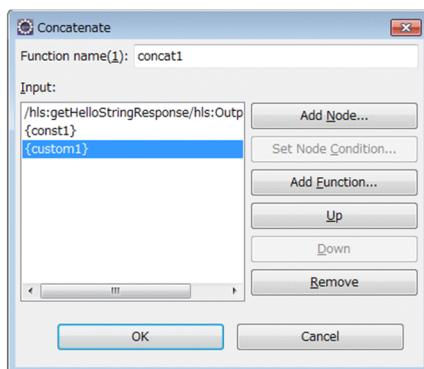 Concatenate
Function name(1): concat1
Input:
/hls:getHelloStringResponse/hls:Outp
{const1}
{custom1}
Add Node...
Set Node Condition...
Add Function...
Up
Down
Remove
OK
Cancel